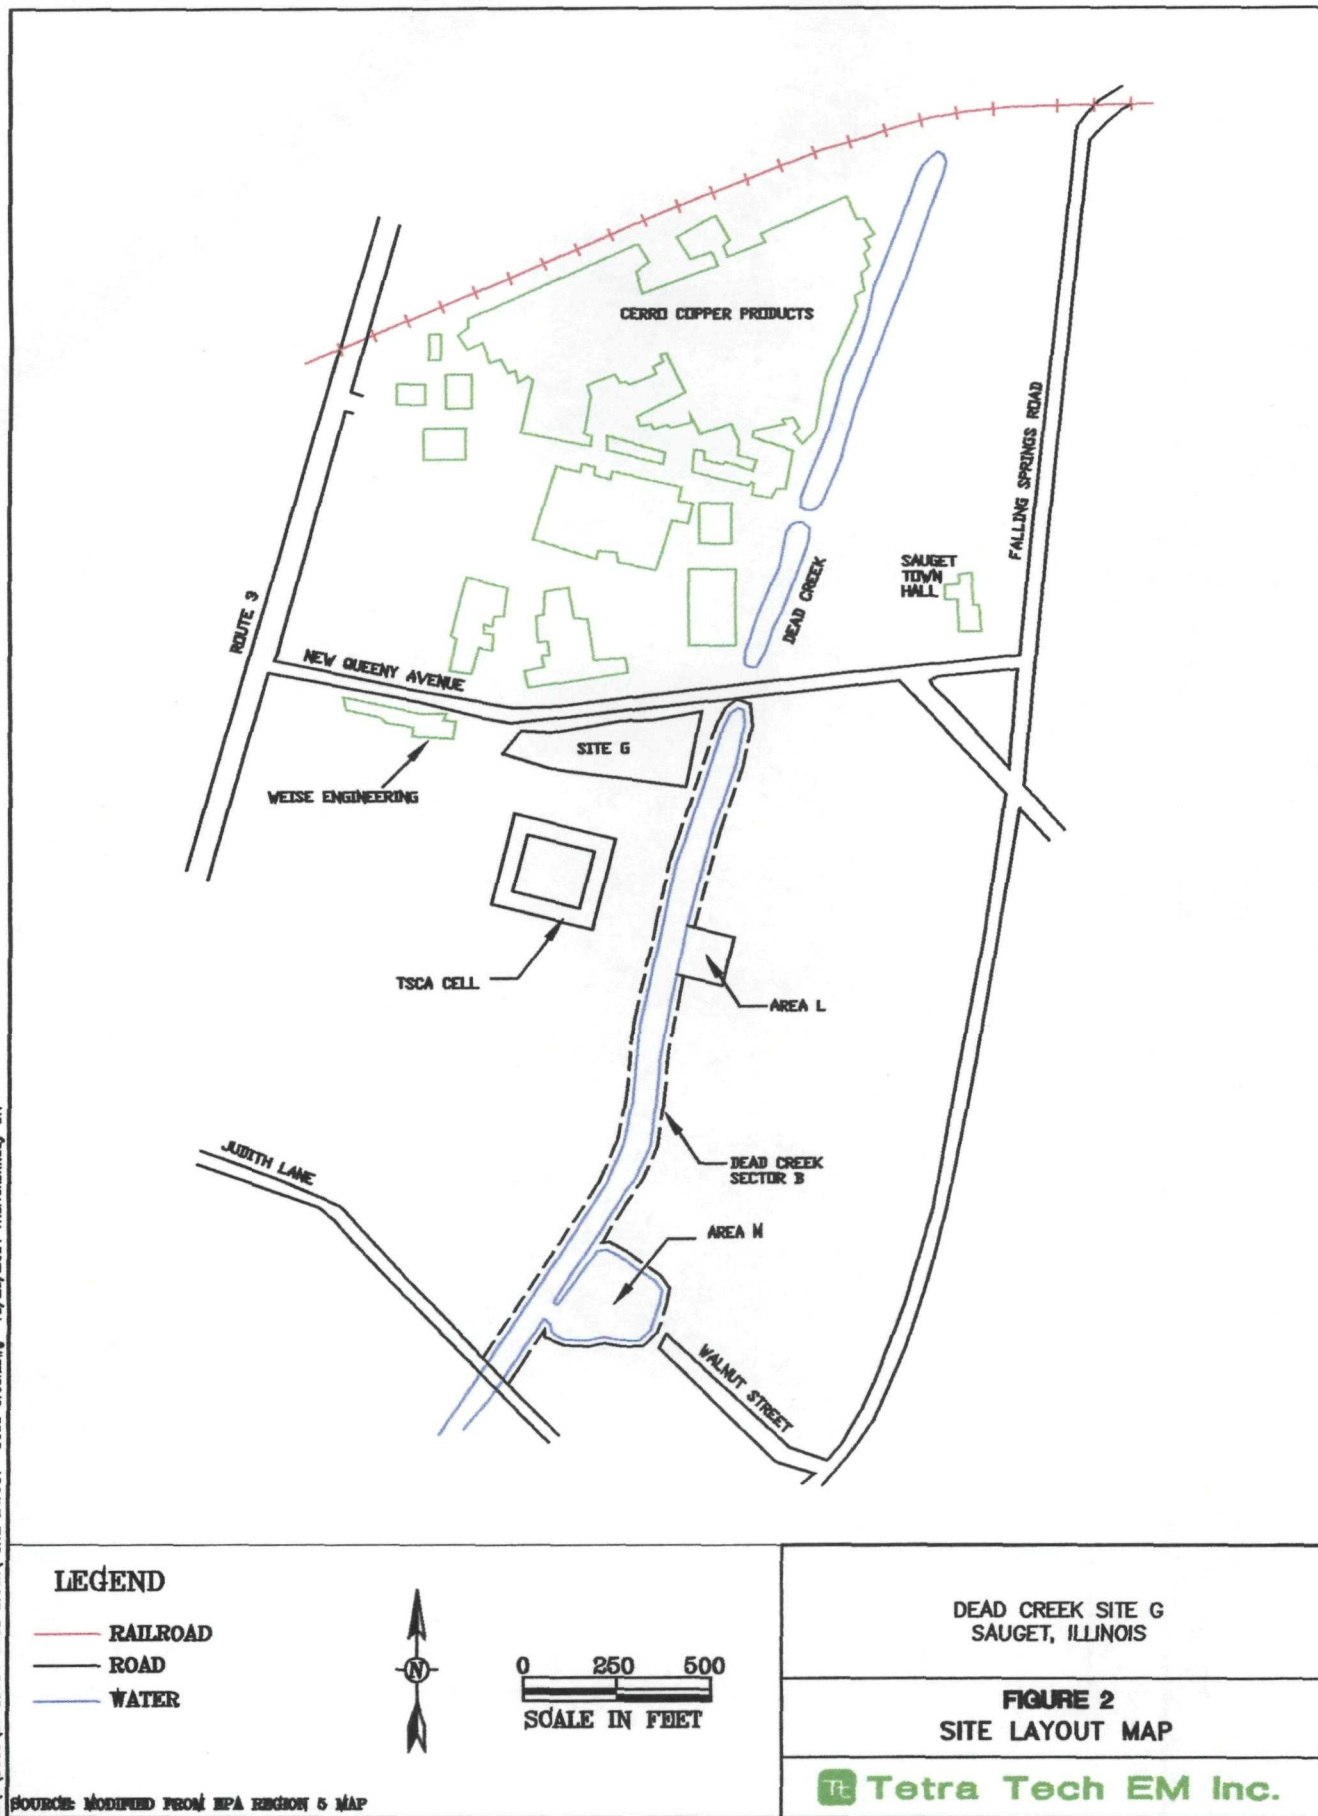 CERRO COPPER PRODUCTS
FALLING SPRINGS ROAD
SAUGET
TOWN
HALL
DEAD CREEK
ROUTE 3
NEW QUEENY AVENUE
SITE G
WEISE ENGINEERING
TSCA CELL
AREA L
JUDITH LANE
DEAD CREEK
SECTOR B
AREA M
WALNUT STREET
LEGEND
RAILROAD
ROAD
WATER
N
0 250 500
SCALE IN FEET
DEAD CREEK SITE G
SAUGET, ILLINOIS
FIGURE 2
SITE LAYOUT MAP
Tt Tetra Tech EM Inc.
SOURCE: MODIFIED FROM EPA REGION 5 MAP